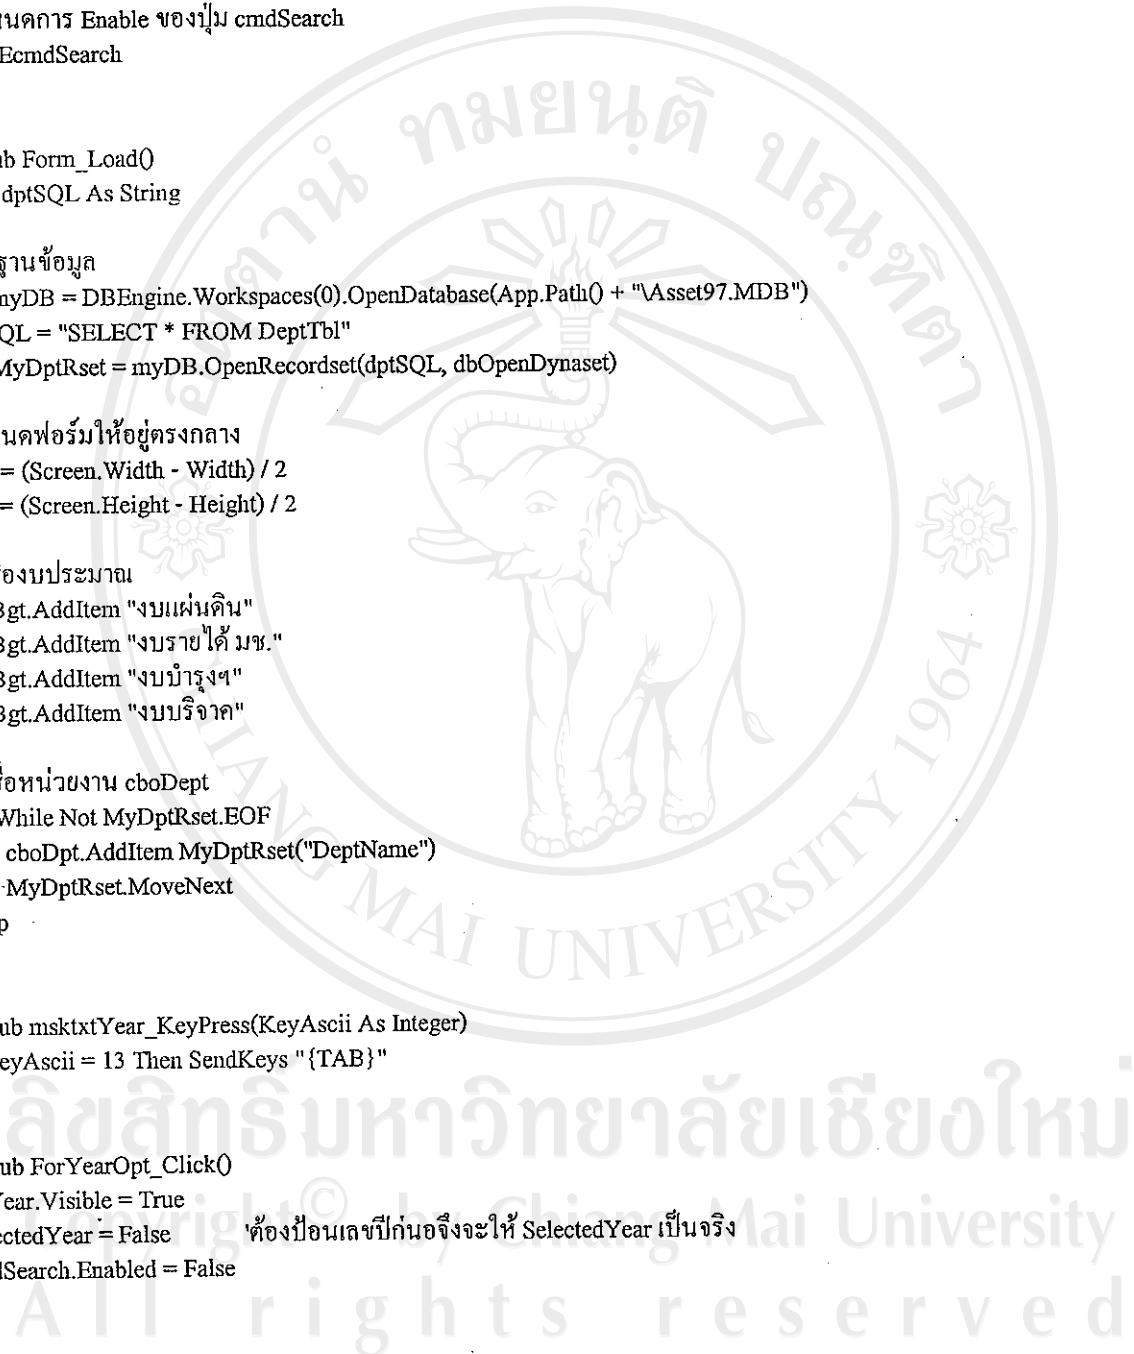 นดการ Enable ของปุ่ม cmdSearch
EcmdSearch
ub Form_Load()
dptSQL As String
ฐานข้อมูล
myDB = DBEngine.Workspaces(0).OpenDatabase(App.Path() + "\Asset97.MDB")
QL = "SELECT * FROM DeptTbl"
MyDptRset = myDB.OpenRecordset(dptSQL, dbOpenDynaset)
นดฟอร์มให้อยู่ตรงกลาง
= (Screen.Width - Width) / 2
= (Screen.Height - Height) / 2
องบประมาณ
Bgt.AddItem "งบแผ่นดิน"
Bgt.AddItem "งบรายได้ มช."
Bgt.AddItem "งบบำรุงฯ"
Bgt.AddItem "งบบริจาค"
ชื่อหน่วยงาน cboDept
While Not MyDptRset.EOF
cboDpt.AddItem MyDptRset("DeptName")
MyDptRset.MoveNext
p
ub msktxtYear_KeyPress(KeyAscii As Integer)
eyAscii = 13 Then SendKeys "{TAB}"
ub ForYearOpt_Click()
Year.Visible = True
ectedYear = False 'ต้องป้อนเลขปีก่นอจึงจะให้ SelectedYear เป็นจริง
dSearch.Enabled = False
CHIANG MAI UNIVERSITY 1964
ลิขสิทธิ์มหาวิทยาลัยเชียงใหม่
Copyright© by Chiang Mai University
All rights reserved